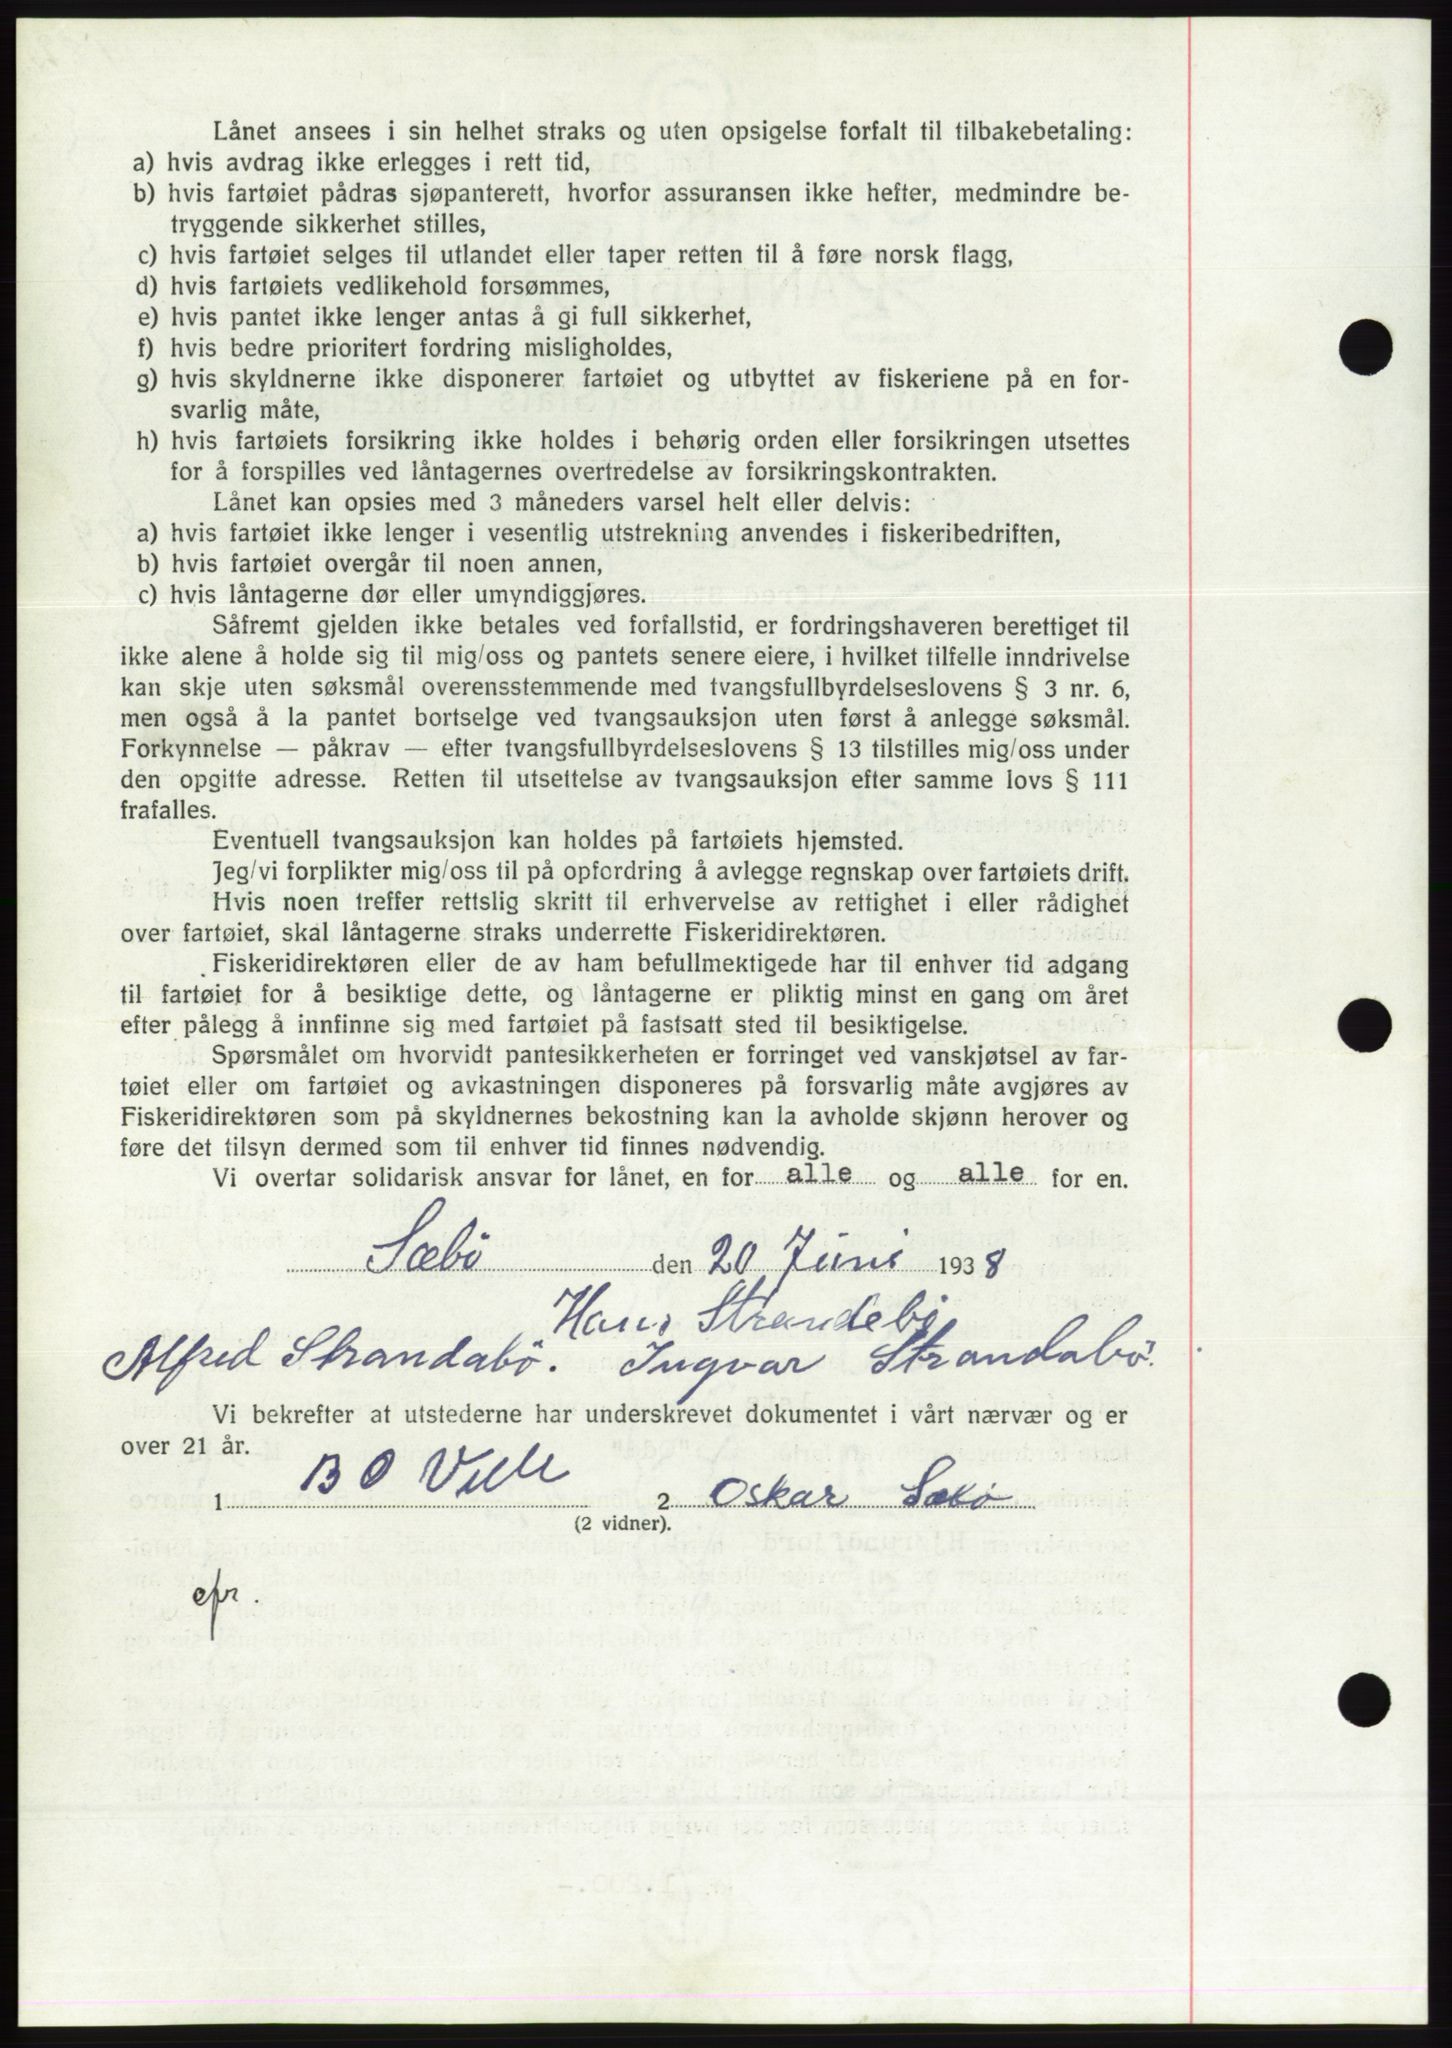 Lånet ansees i sin helhet straks og uten opsigelse forfalt til tilbakebetaling:
a) hvis avdrag ikke erlegges i rett tid,
b) hvis fartøiet pådras sjøpanterett, hvorfor assuransen ikke hefter, medmindre be-
tryggende sikkerhet stilles,
c) hvis fartøiet selges til utlandet eller taper retten til å føre norsk flagg,
d) hvis fartøiets vedlikehold forsømmes,
e) hvis pantet ikke lenger antas å gi full sikkerhet,
f) hvis bedre prioritert fordring misligholdes,
g) hvis skyldnerne ikke disponerer fartøiet og utbyttet av fiskeriene på en for-
svarlig måte,
h) hvis fartøiets forsikring ikke holdes i behørig orden eller forsikringen utsettes
for å forspilles ved låntagernes overtredelse av forsikringskontrakten.
Lånet kan opsies med 3 måneders varsel helt eller delvis:
a) hvis fartøiet ikke lenger i vesentlig utstrekning anvendes i fiskeribedriften,
b) hvis fartøiet overgår til noen annen,
c) hvis låntagerne dør eller umyndiggjøres.
Såfremt gjelden ikke betales ved forfallstid, er fordringshaveren berettiget til
ikke alene å holde sig til mig/oss og pantets senere eiere, i hvilket tilfelle inndrivelse
kan skje uten søksmål overensstemmende med tvangsfullbyrdelseslovens § 3 nr. 6,
men også å la pantet bortselge ved tvangsauksjon uten først å anlegge søksmål.
Forkynnelse — påkrav — efter tvangsfullbyrdelseslovens § 13 tilstilles mig/oss under
den opgitte adresse. Retten til utsettelse av tvangsauksjon efter samme lovs § 111
frafalles.
Eventuell tvangsauksjon kan holdes på fartøiets hjemsted.
Jeg/vi forplikter mig/oss til på opfordring å avlegge regnskap over fartøiets drift.
Hvis noen treffer rettslig skritt til erhvervelse av rettighet i eller rådighet
over fartøiet, skal låntagerne straks underrette Fiskeridirektøren.
Fiskeridirektøren eller de av ham befullmektigede har til enhver tid adgang
til fartøiet for å besiktige dette, og låntagerne er pliktig minst en gang om året
efter pålegg å innfinne sig med fartøiet på fastsatt sted til besiktigelse.
Spørsmålet om hvorvidt pantesikkerheten er forringet ved vanskjøtsel av far-
tøiet eller om fartøiet og avkastningen disponeres på forsvarlig måte avgjøres av
Fiskeridirektøren som på skyldnernes bekostning kan la avholde skjønn herover og
føre det tilsyn dermed som til enhver tid finnes nødvendig.
Vi overtar solidarisk ansvar for lånet, en for alle og alle for en.
Sæbö den 20 Juni 1938
Hans Strandebö
Alfred Strandabö. Ingvar Strandabö.
Vi bekrefter at utstederne har underskrevet dokumentet i vårt nærvær og er
over 21 år.
1 B O 2 Oskar Sæbö
(2 vidner).